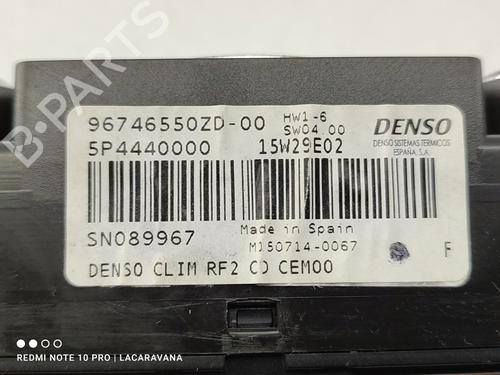 B-PARTS
96746550ZD-00
HW1-6
SW04.00
DENSO
DENSO SISTEMAS TERMICOS
ESPAÑA, S.A.
5P4440000
15W29E02
SN089967
Made in Spain
M150714-0067
F
DENSO CLIM RF2 CO CEM00
REDMI NOTE 10 PRO | LACARAVANA